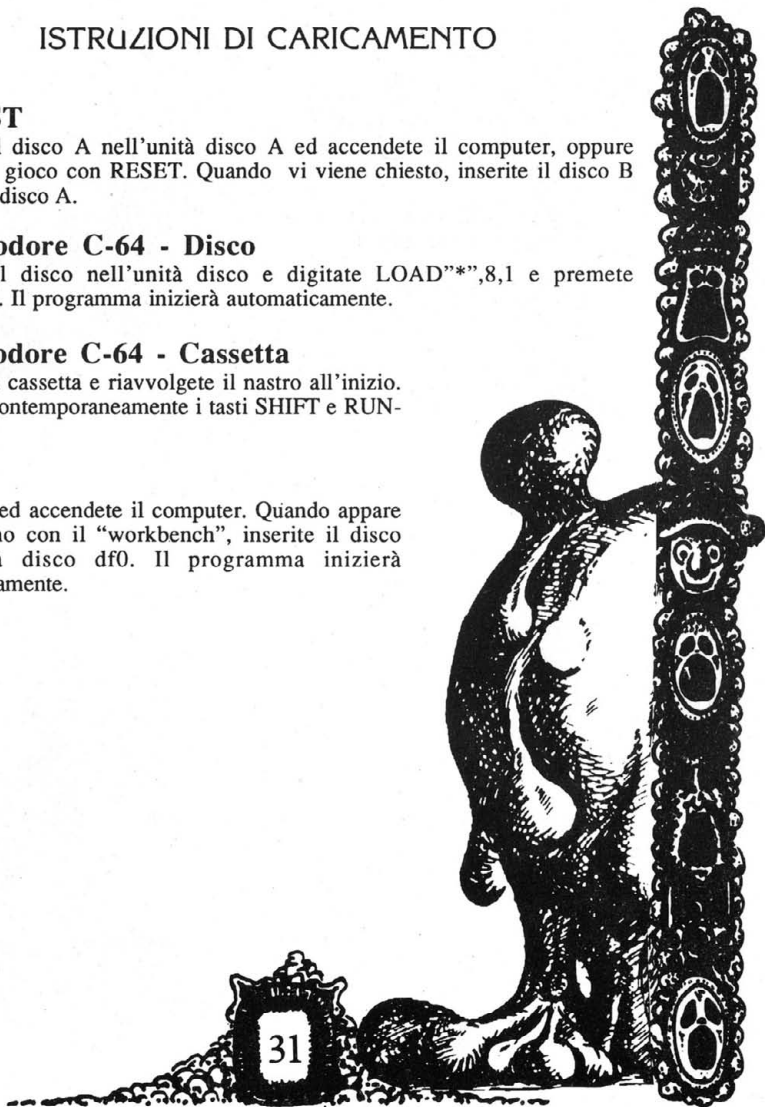 ISTRUZIONI DI CARICAMENTO
ST
l disco A nell'unità disco A ed accendete il computer, oppure
gioco con RESET. Quando vi viene chiesto, inserite il disco B
disco A.
odore C-64 - Disco
l disco nell'unità disco e digitate LOAD"*",8,1 e premete
. Il programma inizierà automaticamente.
odore C-64 - Cassetta
cassetta e riavvolgete il nastro all'inizio.
ontemporaneamente i tasti SHIFT e RUN-
ed accendete il computer. Quando appare
no con il "workbench", inserite il disco
disco df0. Il programma inizierà
amente.
31